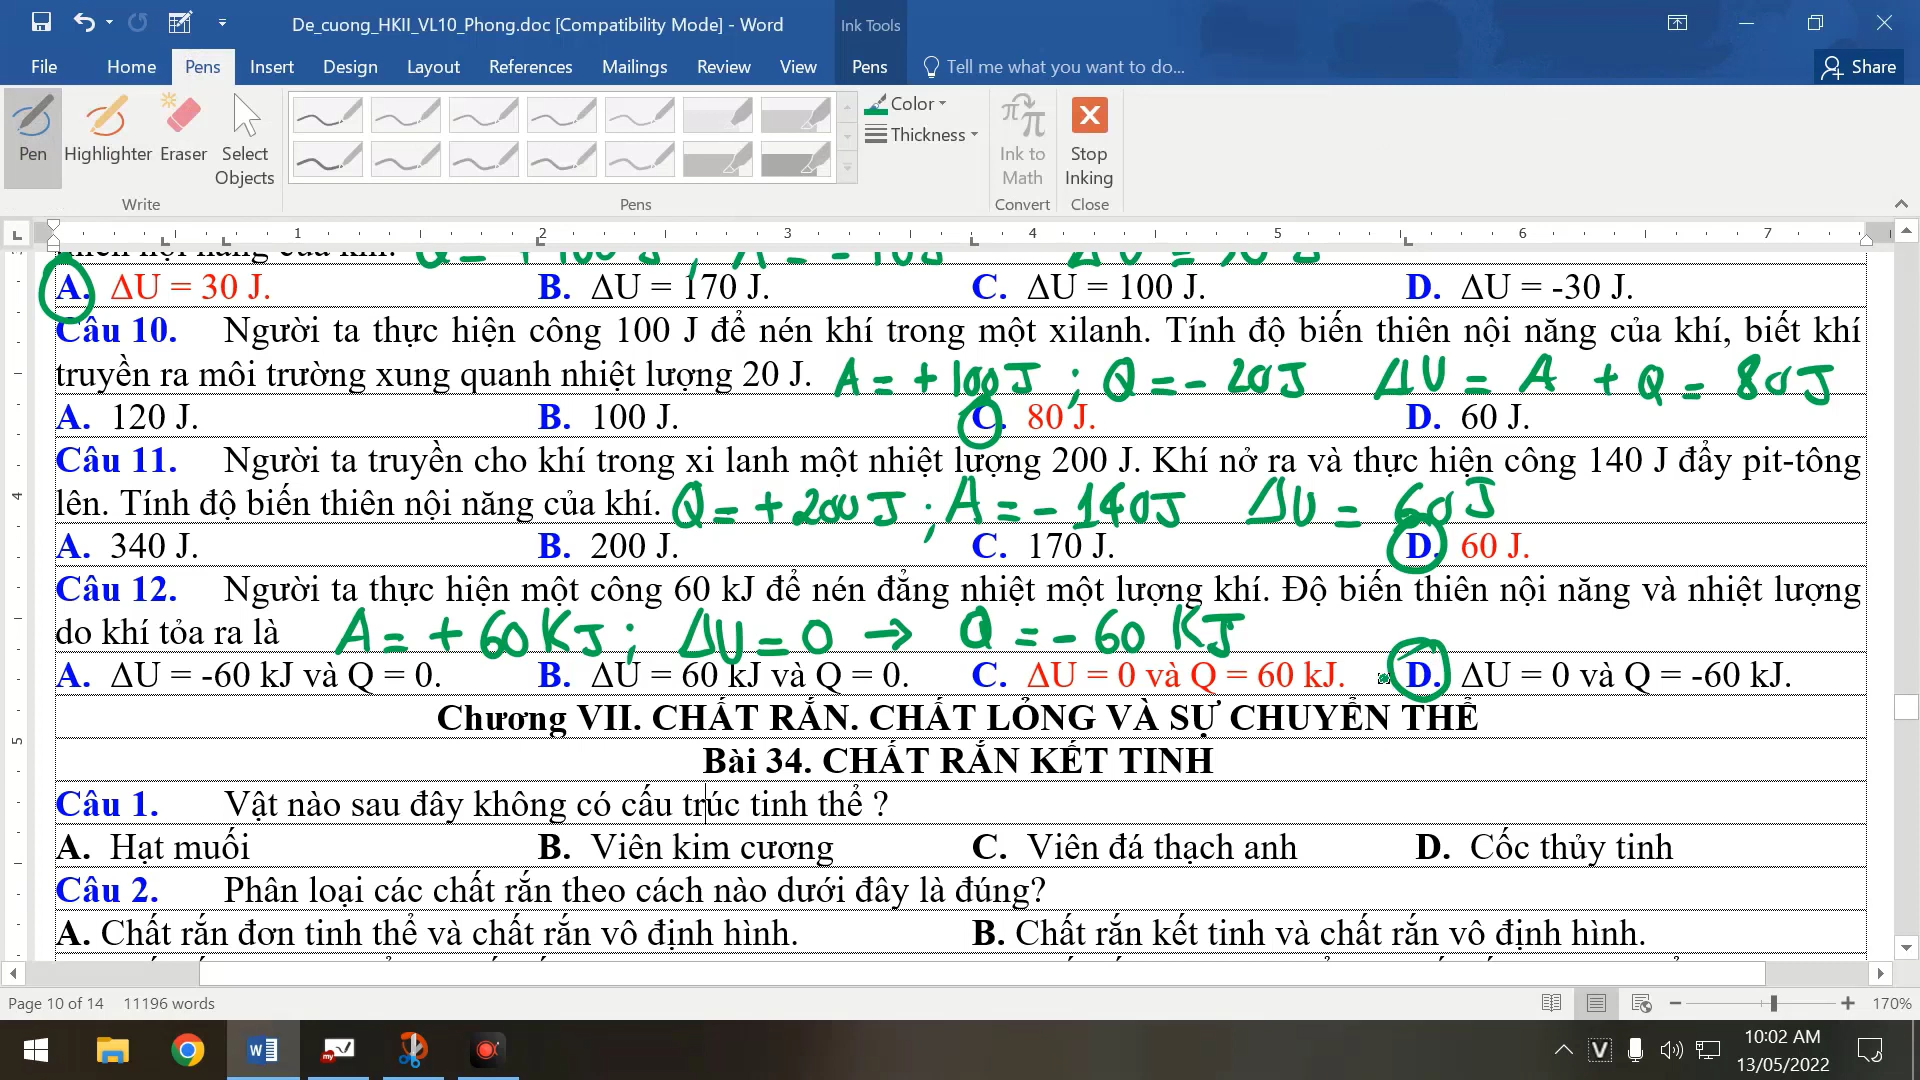 De_cuong_HKII_VL10_Phong.doc [Compatibility Mode] - Word
Ink Tools
File Home Pens Insert Design Layout References Mailings Review View Pens Tell me what you want to do... Share
Pen Highlighter Eraser Select Objects
Color
Thickness
Ink to Math
Stop Inking
Write Pens Convert Close
1 2 3 4 5 6 7
A. ΔU = 30 J. B. ΔU = 170 J. C. ΔU = 100 J. D. ΔU = -30 J.
Câu 10. Người ta thực hiện công 100 J để nén khí trong một xilanh. Tính độ biến thiên nội năng của khí, biết khí
truyền ra môi trường xung quanh nhiệt lượng 20 J. A = +100J ; Q = - 20J ΔU = A + Q = 80J
A. 120 J. B. 100 J. C. 80 J. D. 60 J.
Câu 11. Người ta truyền cho khí trong xi lanh một nhiệt lượng 200 J. Khí nở ra và thực hiện công 140 J đẩy pit-tông
lên. Tính độ biến thiên nội năng của khí. Q = +200J ; A = - 140J ΔU = 60J
A. 340 J. B. 200 J. C. 170 J. D. 60 J.
Câu 12. Người ta thực hiện một công 60 kJ để nén đẳng nhiệt một lượng khí. Độ biến thiên nội năng và nhiệt lượng
do khí tỏa ra là A = +60KJ ; ΔU = 0 → Q = - 60 KJ
A. ΔU = -60 kJ và Q = 0. B. ΔU = 60 kJ và Q = 0. C. ΔU = 0 và Q = 60 kJ. D. ΔU = 0 và Q = -60 kJ.
Chương VII. CHẤT RẮN. CHẤT LỎNG VÀ SỰ CHUYỂN THỂ
Bài 34. CHẤT RẮN KẾT TINH
Câu 1. Vật nào sau đây không có cấu trúc tinh thể ?
A. Hạt muối B. Viên kim cương C. Viên đá thạch anh D. Cốc thủy tinh
Câu 2. Phân loại các chất rắn theo cách nào dưới đây là đúng?
A. Chất rắn đơn tinh thể và chất rắn vô định hình. B. Chất rắn kết tinh và chất rắn vô định hình.
Page 10 of 14 11196 words 170%
10:02 AM
13/05/2022